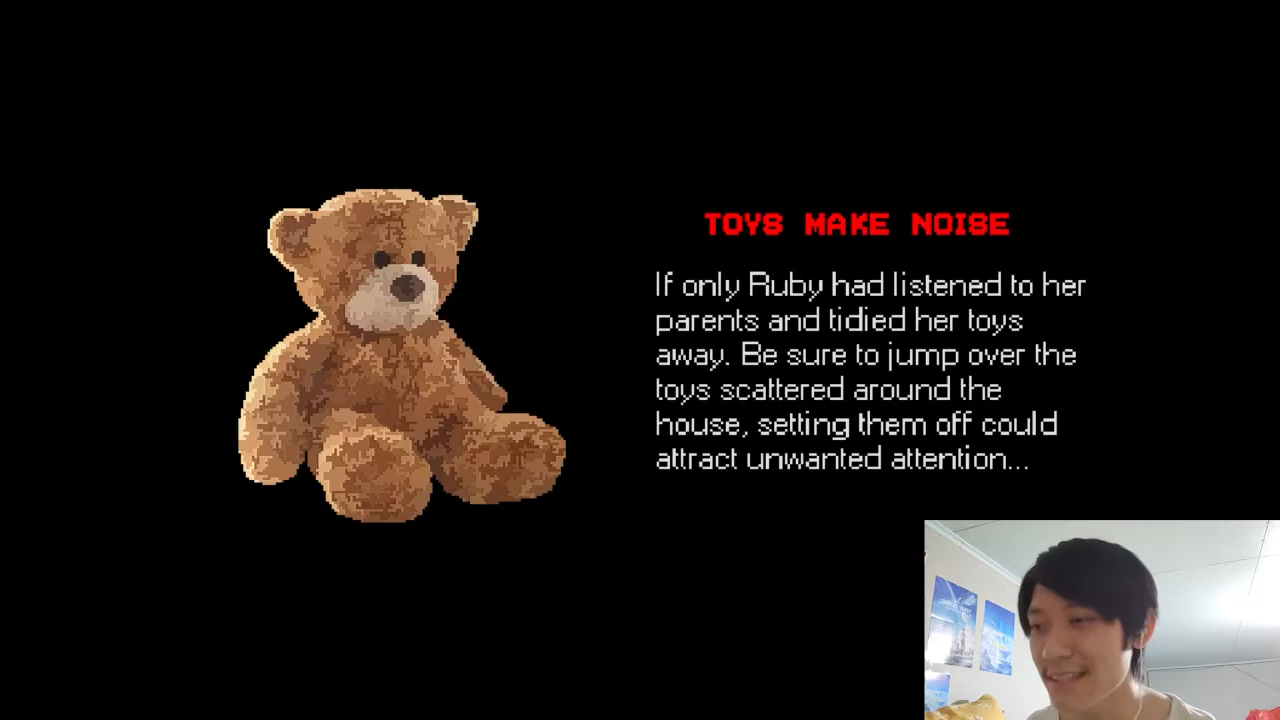 TOYS MAKE NOISE
If only Ruby had listened to her
parents and tidied her toys
away. Be sure to jump over the
toys scattered around the
house, setting them off could
attract unwanted attention...